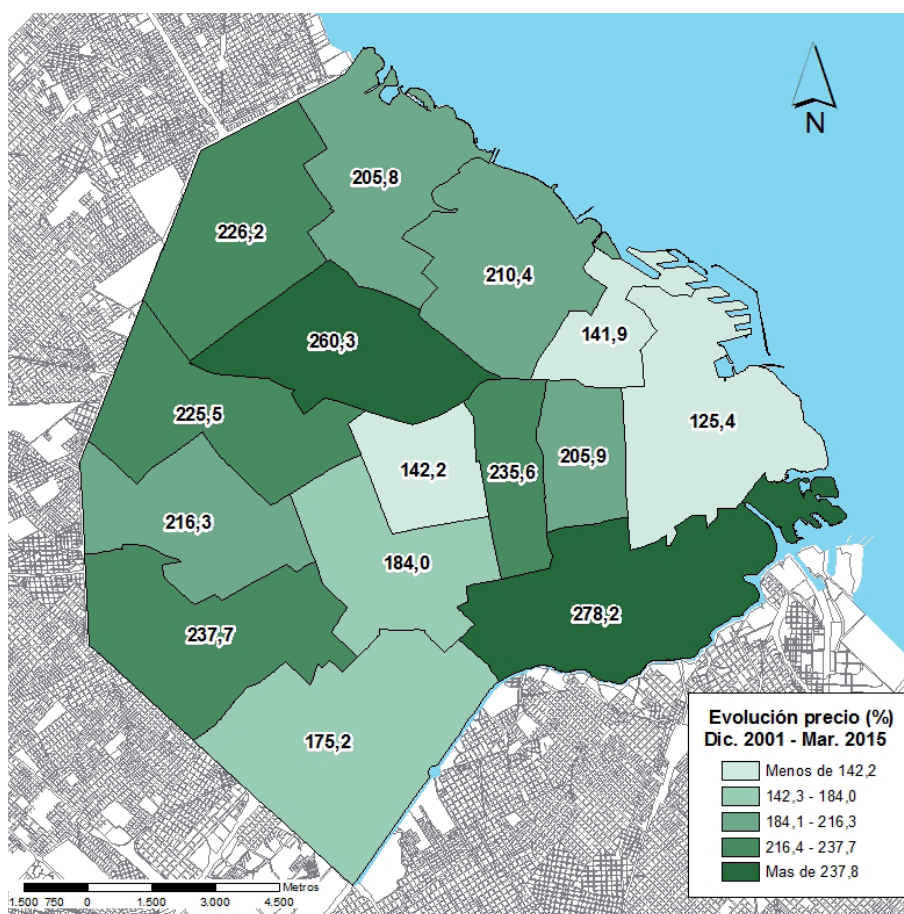 N
205,8
226,2
210,4
260,3
141,9
225,5
125,4
142,2
235,6
205,9
216,3
184,0
278,2
237,7
175,2
Evolución precio (%)
Dic. 2001 - Mar. 2015
Menos de 142,2
142,3 - 184,0
184,1 - 216,3
216,4 - 237,7
Mas de 237,8
Metros
1.500 750 0 1.500 3.000 4.500